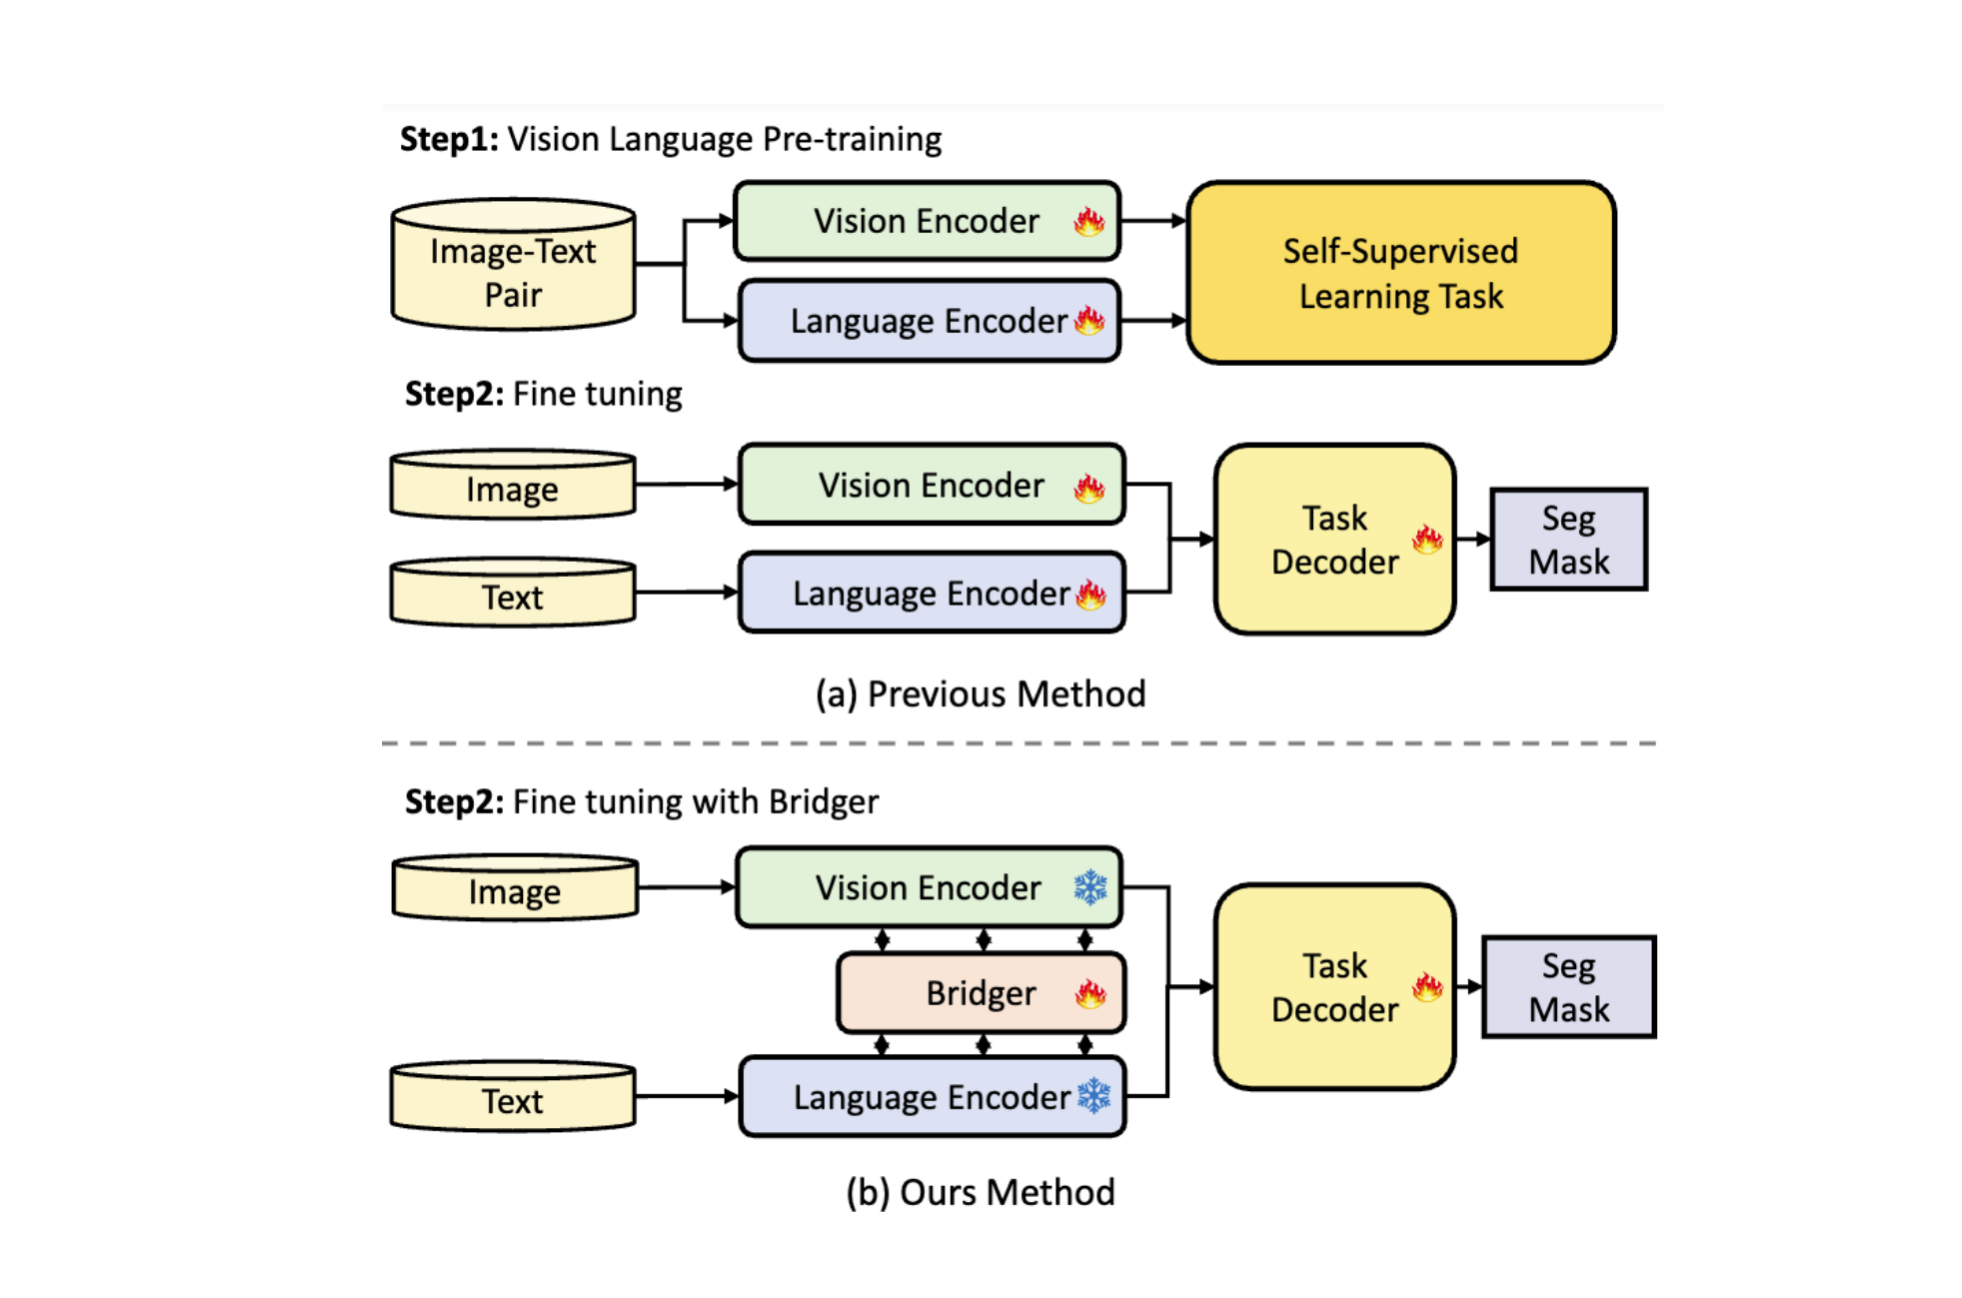 Step1: Vision Language Pre-training
Image-Text
Pair
Vision Encoder
Language Encoder
Self-Supervised
Learning Task
Step2: Fine tuning
Image
Text
Vision Encoder
Language Encoder
Task
Decoder
Seg
Mask
(a) Previous Method
Step2: Fine tuning with Bridger
Image
Text
Vision Encoder
Bridger
Language Encoder
Task
Decoder
Seg
Mask
(b) Ours Method